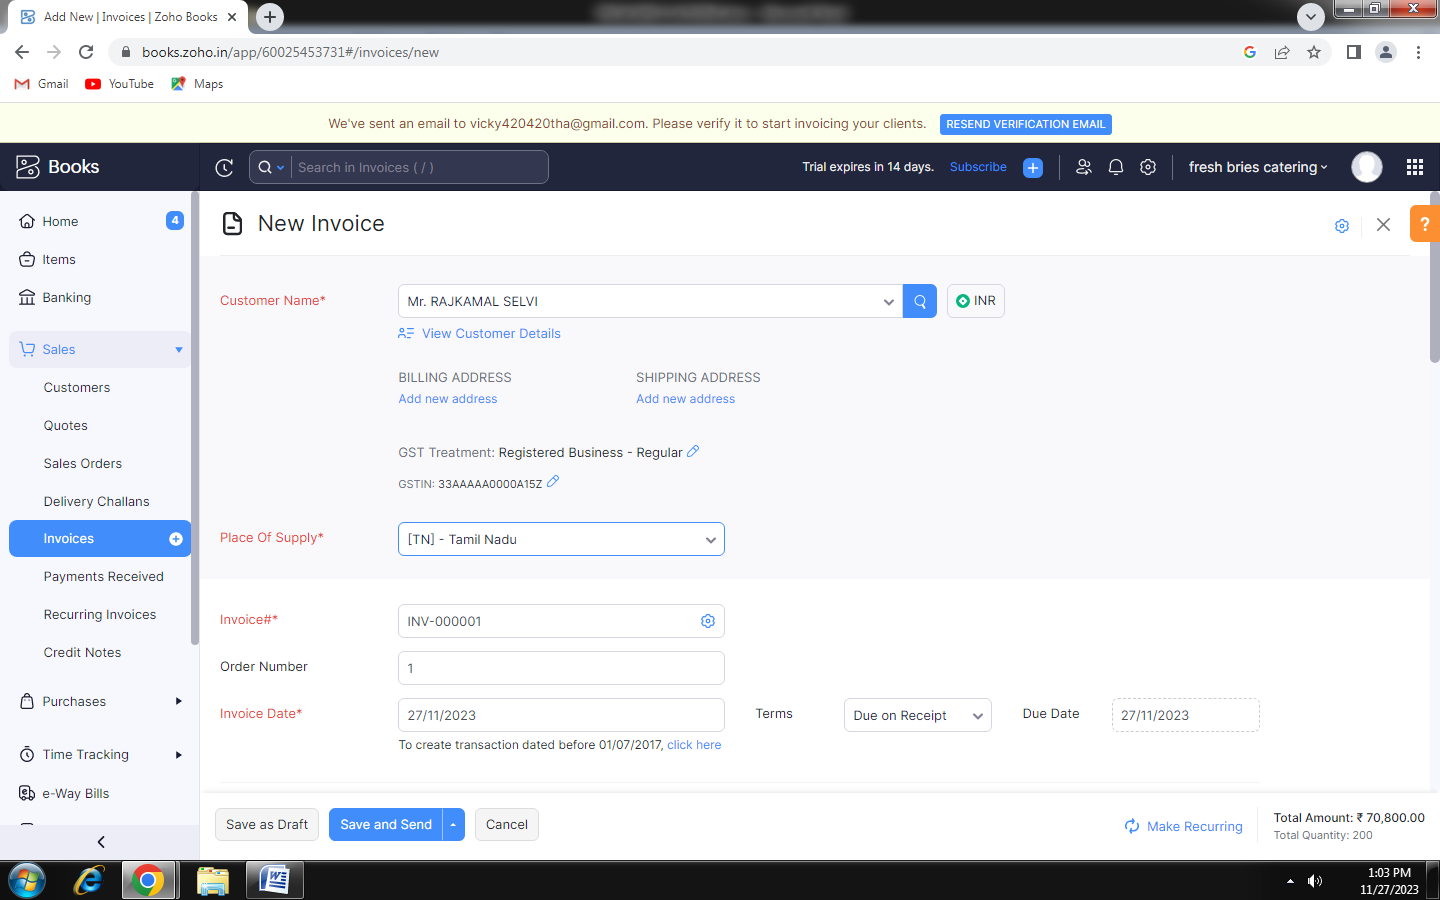 Add New | Invoices | Zoho Books
books.zoho.in/app/60025453731#/invoices/new
Gmail YouTube Maps
We've sent an email to vicky420420tha@gmail.com. Please verify it to start invoicing your clients. RESEND VERIFICATION EMAIL
Books
Search in Invoices ( / )
Trial expires in 14 days. Subscribe
fresh bries catering
Home 4
Items
Banking
Sales
Customers
Quotes
Sales Orders
Delivery Challans
Invoices
Payments Received
Recurring Invoices
Credit Notes
Purchases
Time Tracking
e-Way Bills
New Invoice
?
Customer Name* Mr. RAJKAMAL SELVI INR
View Customer Details
BILLING ADDRESS SHIPPING ADDRESS
Add new address Add new address
GST Treatment: Registered Business - Regular
GSTIN: 33AAAAA0000A15Z
Place Of Supply* [TN] - Tamil Nadu
Invoice#* INV-000001
Order Number 1
Invoice Date* 27/11/2023 Terms Due on Receipt Due Date 27/11/2023
To create transaction dated before 01/07/2017, click here
Save as Draft Save and Send Cancel
Make Recurring
Total Amount: ₹ 70,800.00
Total Quantity: 200
1:03 PM
11/27/2023